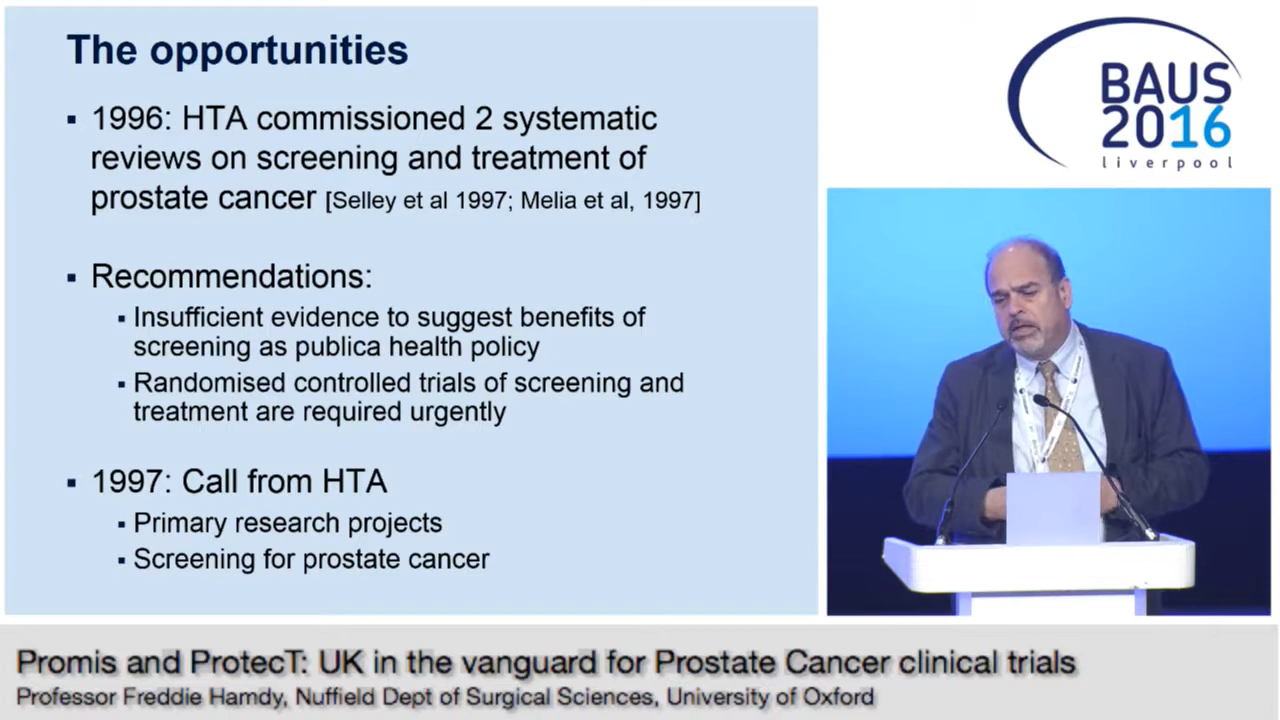 The opportunities
▪ 1996: HTA commissioned 2 systematic
reviews on screening and treatment of
prostate cancer [Selley et al 1997; Melia et al, 1997]
▪ Recommendations:
▪ Insufficient evidence to suggest benefits of
screening as publica health policy
▪ Randomised controlled trials of screening and
treatment are required urgently
▪ 1997: Call from HTA
▪ Primary research projects
▪ Screening for prostate cancer
BAUS
2016
liverpool
Promis and ProtecT: UK in the vanguard for Prostate Cancer clinical trials
Professor Freddie Hamdy, Nuffield Dept of Surgical Sciences, University of Oxford